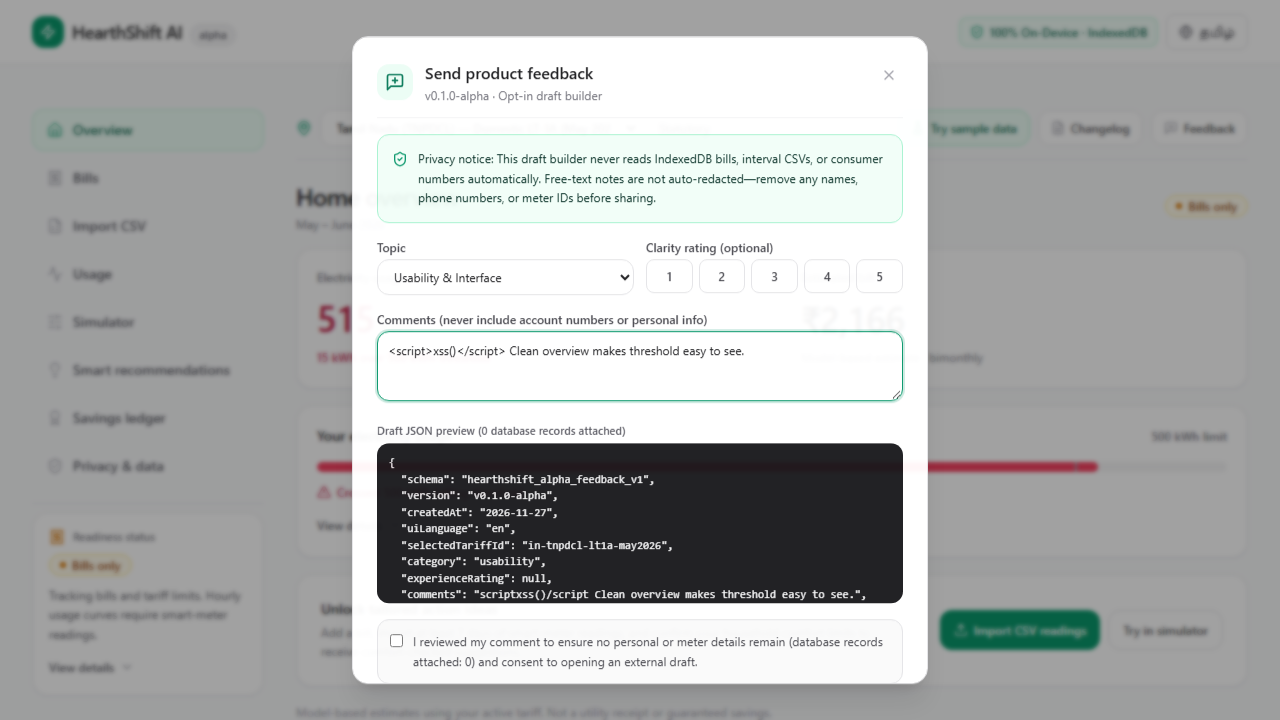 HearthShift AI alpha
100% On-Device · IndexedDB
தமிழ்
Send product feedback
v0.1.0-alpha · Opt-in draft builder
Overview
Bills
Import CSV
Usage
Simulator
Smart recommendations
Savings ledger
Privacy & data
Readiness status
Bills only
Tracking bills and tariff limits. Hourly
usage curves require smart-meter
readings.
View details
Try sample data
Changelog
Feedback
Bills only
Privacy notice: This draft builder never reads IndexedDB bills, interval CSVs, or consumer
numbers automatically. Free-text notes are not auto-redacted—remove any names,
phone numbers, or meter IDs before sharing.
Topic
Clarity rating (optional)
Usability & Interface
1 2 3 4 5
Comments (never include account numbers or personal info)
<script>xss()</script> Clean overview makes threshold easy to see.
₹2,166
500 kWh limit
Draft JSON preview (0 database records attached)
{
"schema": "hearthshift_alpha_feedback_v1",
"version": "v0.1.0-alpha",
"createdAt": "2026-11-27",
"uiLanguage": "en",
"selectedTariffId": "in-tnpdcl-lt1a-may2026",
"category": "usability",
"experienceRating": null,
"comments": "scriptxss()/script Clean overview makes threshold easy to see.",
I reviewed my comment to ensure no personal or meter details remain (database records
attached: 0) and consent to opening an external draft.
Import CSV readings
Try in simulator
Model-based estimates using your active tariff. Not a utility receipt or guaranteed savings.